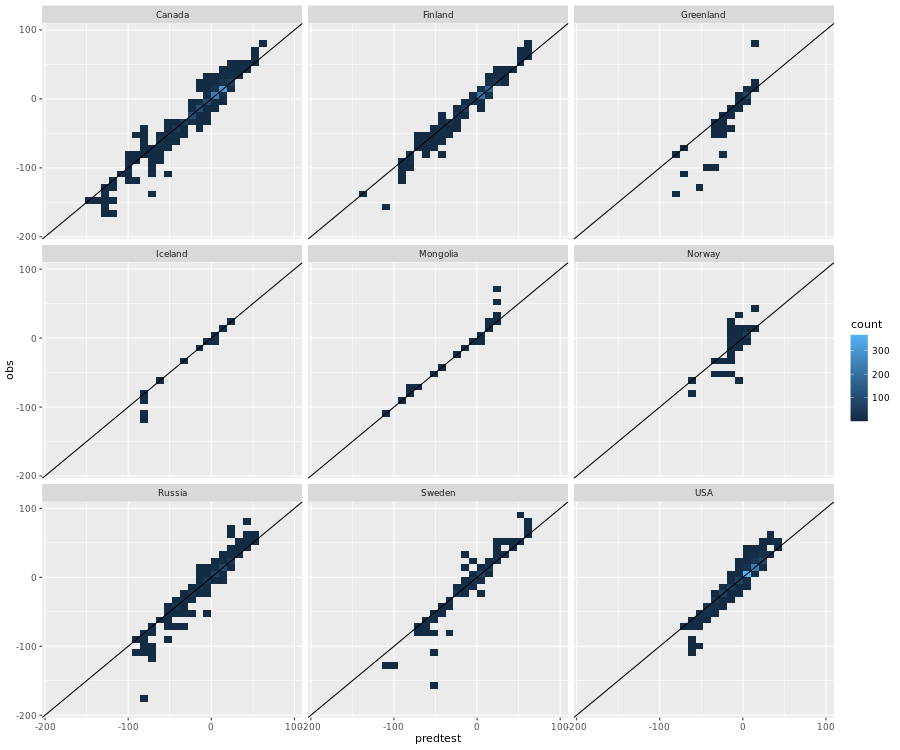 Canada Finland Greenland
100
0
-100
-200
Iceland Mongolia Norway
100
0
-100
-200
obs
count
300
200
100
Russia Sweden USA
100
0
-100
-200
-200 -100 0 100 -200 -100 0 100 -200 -100 0 100
predtest